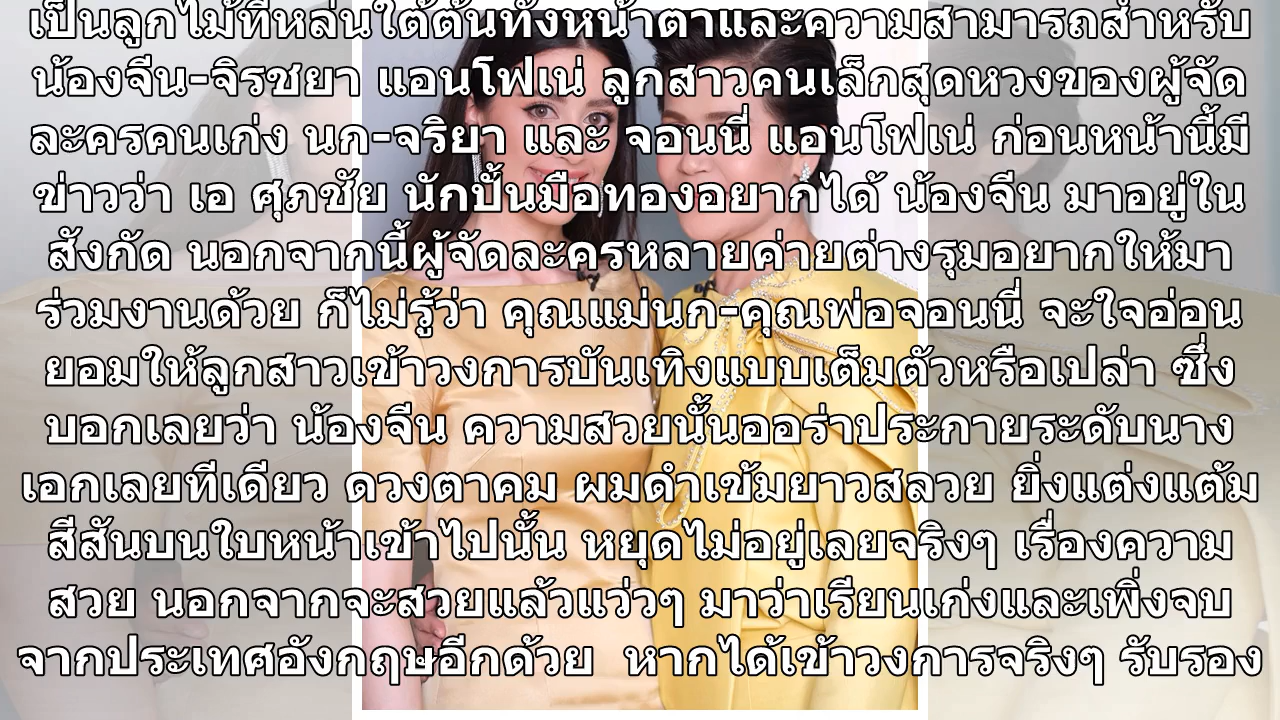 เป็นลูกไม้ที่หล่นใต้ต้นทั้งหน้าตาและความสามารถสำหรับ
น้องจีน-จิรชยา แอนโฟเน่ ลูกสาวคนเล็กสุดหวงของผู้จัด
ละครคนเก่ง นก-จริยา และ จอนนี่ แอนโฟเน่ ก่อนหน้านี้มี
ข่าวว่า เอ ศุภชัย นักปั้นมือทองอยากได้ น้องจีน มาอยู่ใน
สังกัด นอกจากนี้ผู้จัดละครหลายค่ายต่างรุมอยากให้มา
ร่วมงานด้วย ก็ไม่รู้ว่า คุณแม่นก-คุณพ่อจอนนี่ จะใจอ่อน
ยอมให้ลูกสาวเข้าวงการบันเทิงแบบเต็มตัวหรือเปล่า ซึ่ง
บอกเลยว่า น้องจีน ความสวยนั้นออร่าประกายระดับนาง
เอกเลยทีเดียว ดวงตาคม ผมดำเข้มยาวสลวย ยิ่งแต่งแต้ม
สีสันบนใบหน้าเข้าไปนั้น หยุดไม่อยู่เลยจริงๆ เรื่องความ
สวย นอกจากจะสวยแล้วแว่วๆ มาว่าเรียนเก่งและเพิ่งจบ
จากประเทศอังกฤษอีกด้วย หากได้เข้าวงการจริงๆ รับรอง